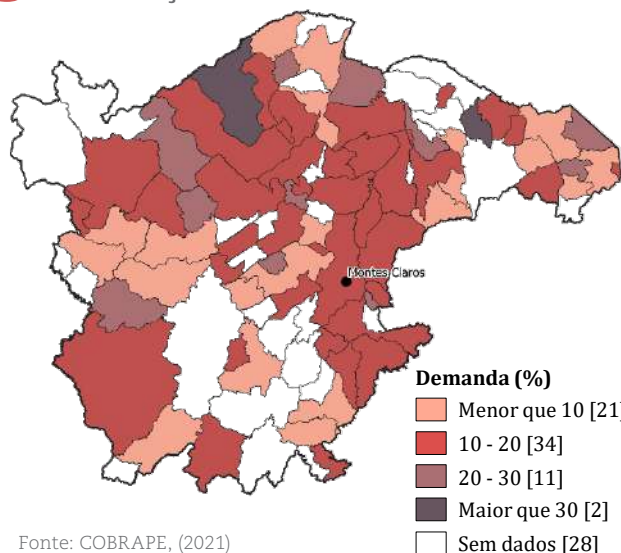 Montes Claros
Demanda (%)
Menor que 10 [21]
10 - 20 [34]
20 - 30 [11]
Maior que 30 [2]
Sem dados [28]
Fonte: COBRAPE, (2021)